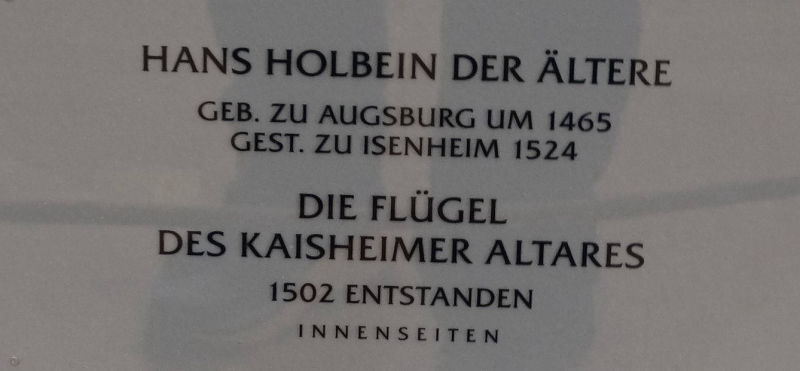 HANS HOLBEIN DER ÄLTERE
GEB. ZU AUGSBURG UM 1465
GEST. ZU ISENHEIM 1524
DIE FLÜGEL
DES KAISHEIMER ALTARES
1502 ENTSTANDEN
INNENSEITEN